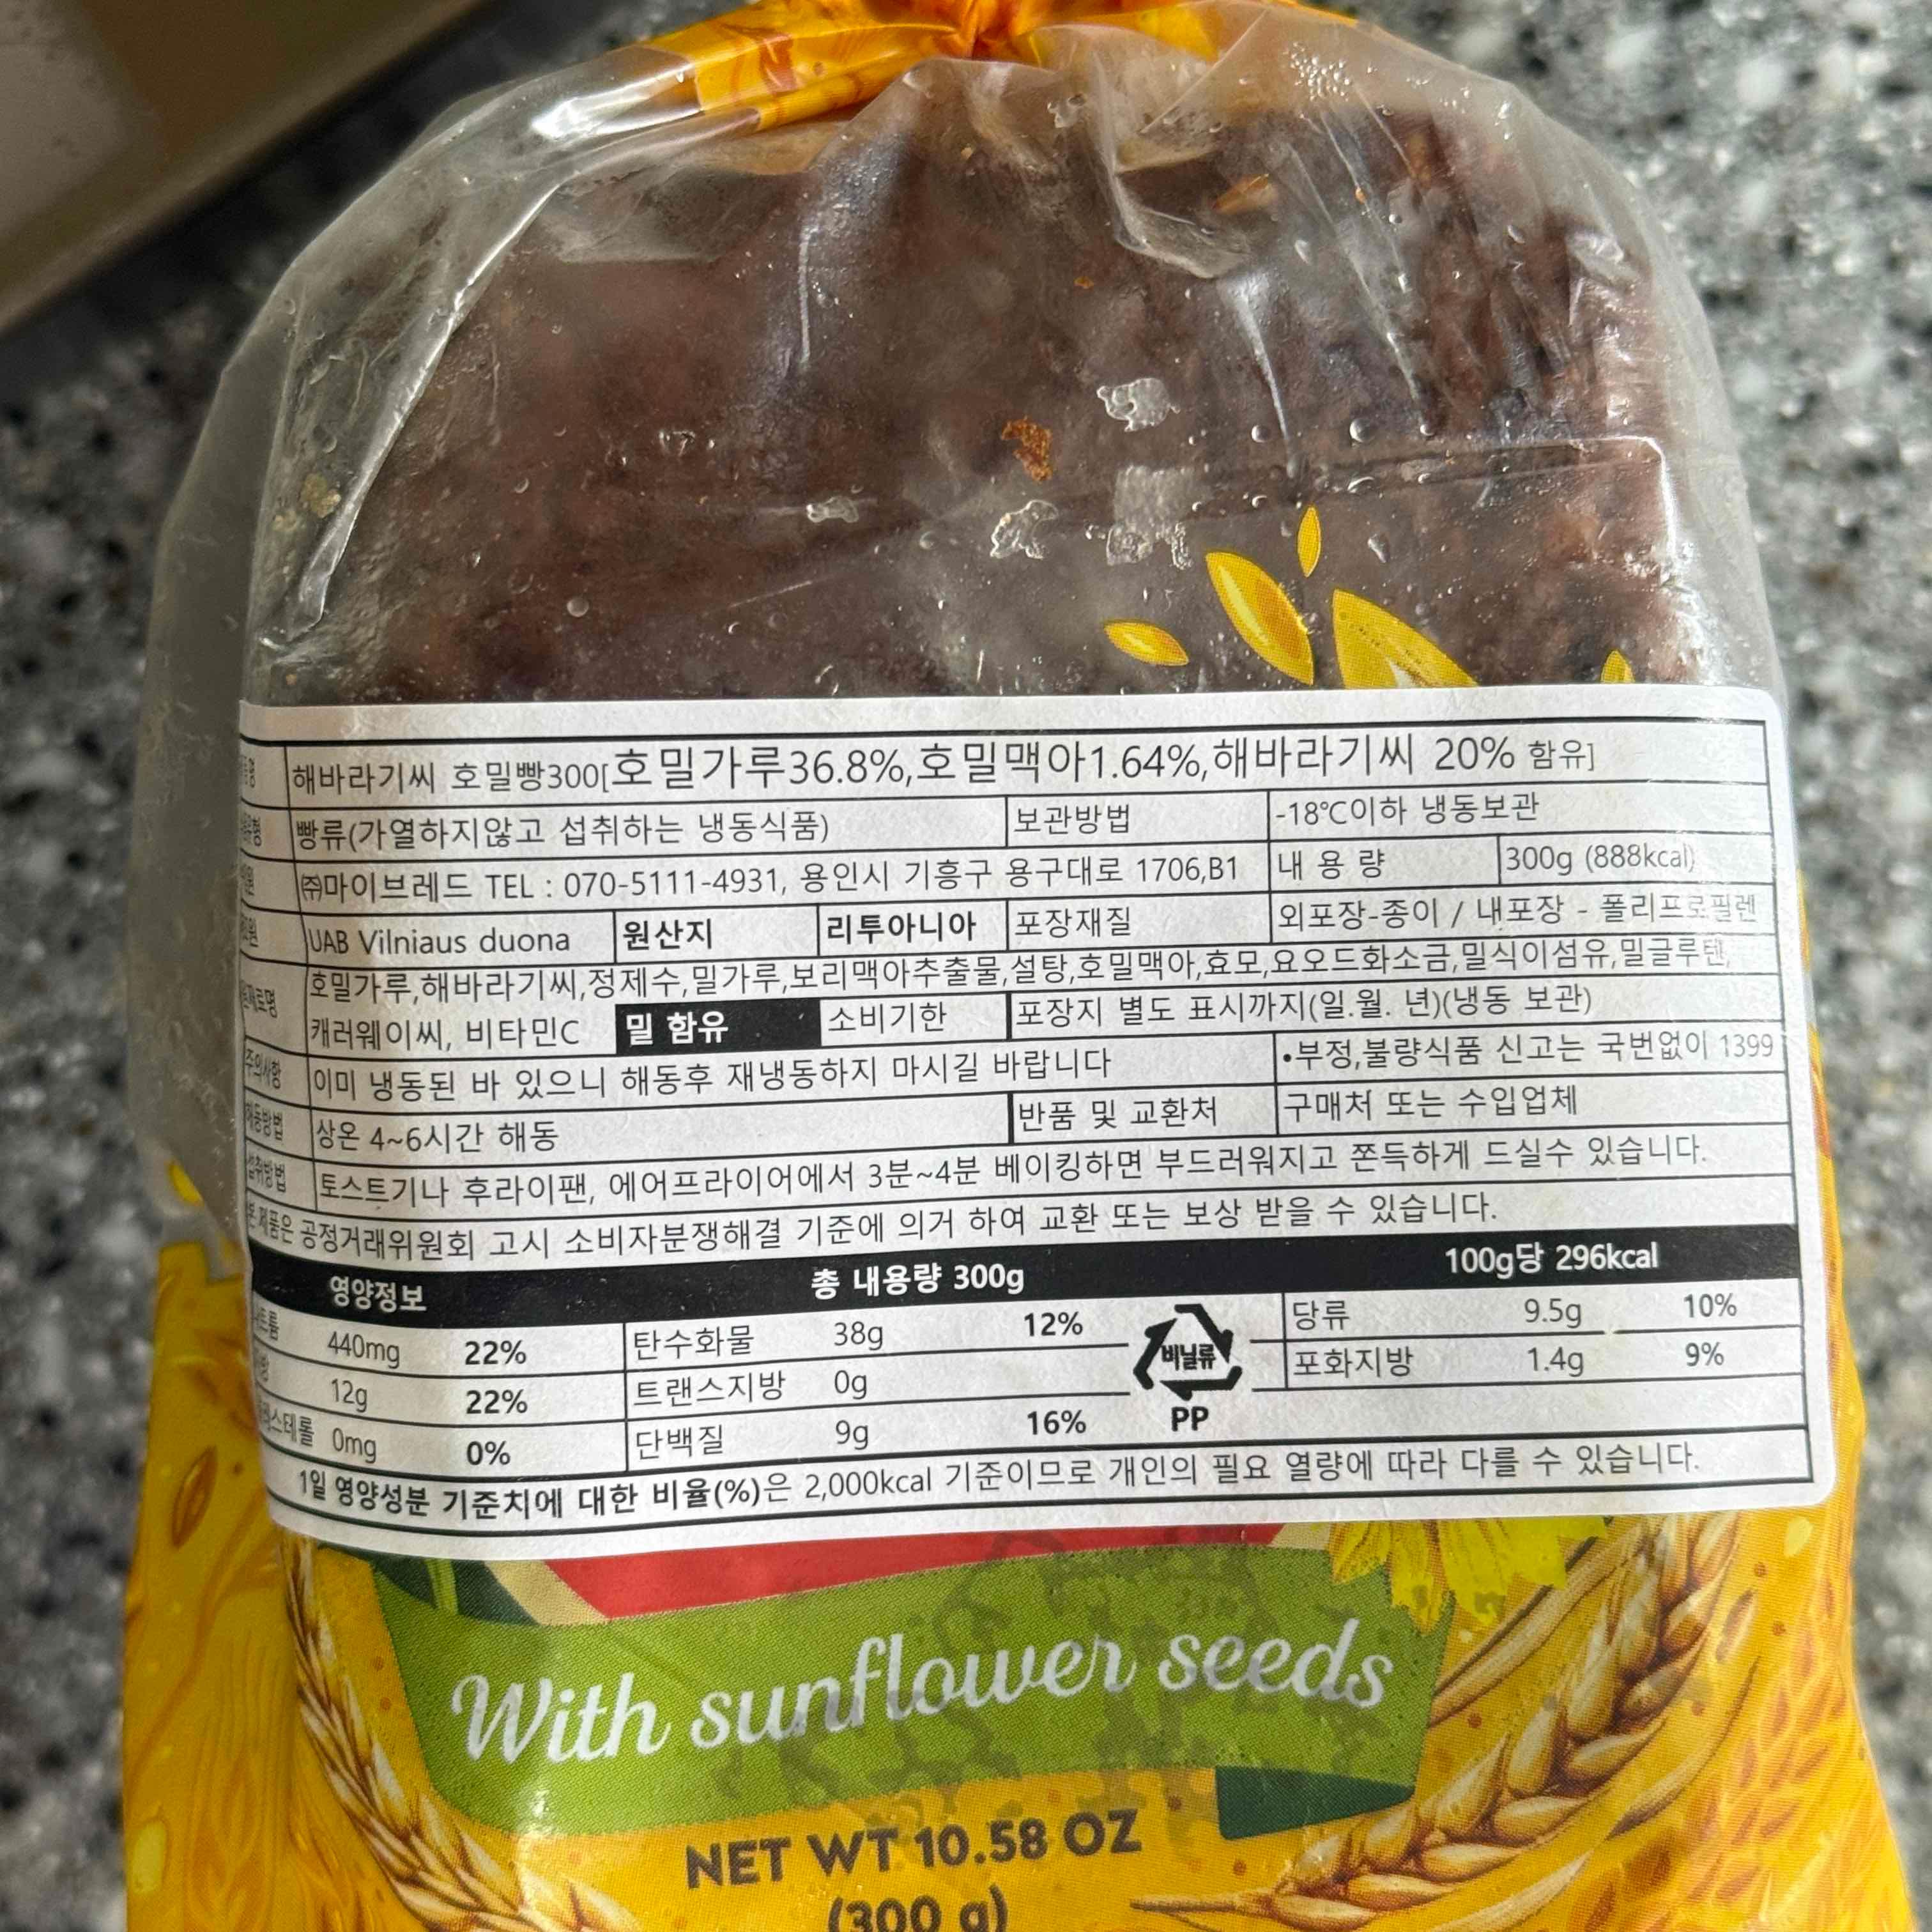 해바라기씨 호밀빵300[호밀가루36.8%,호밀맥아1.64%,해바라기씨 20% 함유]
빵류(가열하지않고 섭취하는 냉동식품) 보관방법 -18℃이하 냉동보관
㈜마이브레드 TEL : 070-5111-4931, 용인시 기흥구 용구대로 1706,B1 내 용 량 300g (888kcal)
UAB Vilniaus duona 원산지 리투아니아 포장재질 외포장-종이 / 내포장 - 폴리프로필렌
호밀가루,해바라기씨,정제수,밀가루,보리맥아추출물,설탕,호밀맥아,효모,요오드화소금,밀식이섬유,밀글루텐,
캐러웨이씨, 비타민C 밀 함유 소비기한 포장지 별도 표시까지(일.월. 년)(냉동 보관)
주의사항 이미 냉동된 바 있으니 해동후 재냉동하지 마시길 바랍니다 •부정,불량식품 신고는 국번없이 1399
해동방법 상온 4~6시간 해동 반품 및 교환처 구매처 또는 수입업체
섭취방법 토스트기나 후라이팬, 에어프라이어에서 3분~4분 베이킹하면 부드러워지고 쫀득하게 드실수 있습니다.
본 제품은 공정거래위원회 고시 소비자분쟁해결 기준에 의거 하여 교환 또는 보상 받을 수 있습니다.
영양정보 총 내용량 300g 100g당 296kcal
440mg 22% 탄수화물 38g 12% 당류 9.5g 10%
12g 22% 트랜스지방 0g 포화지방 1.4g 9%
0mg 0% 단백질 9g 16%
비닐류
PP
1일 영양성분 기준치에 대한 비율(%)은 2,000kcal 기준이므로 개인의 필요 열량에 따라 다를 수 있습니다.
With sunflower seeds
NET WT 10.58 OZ
(300 g)